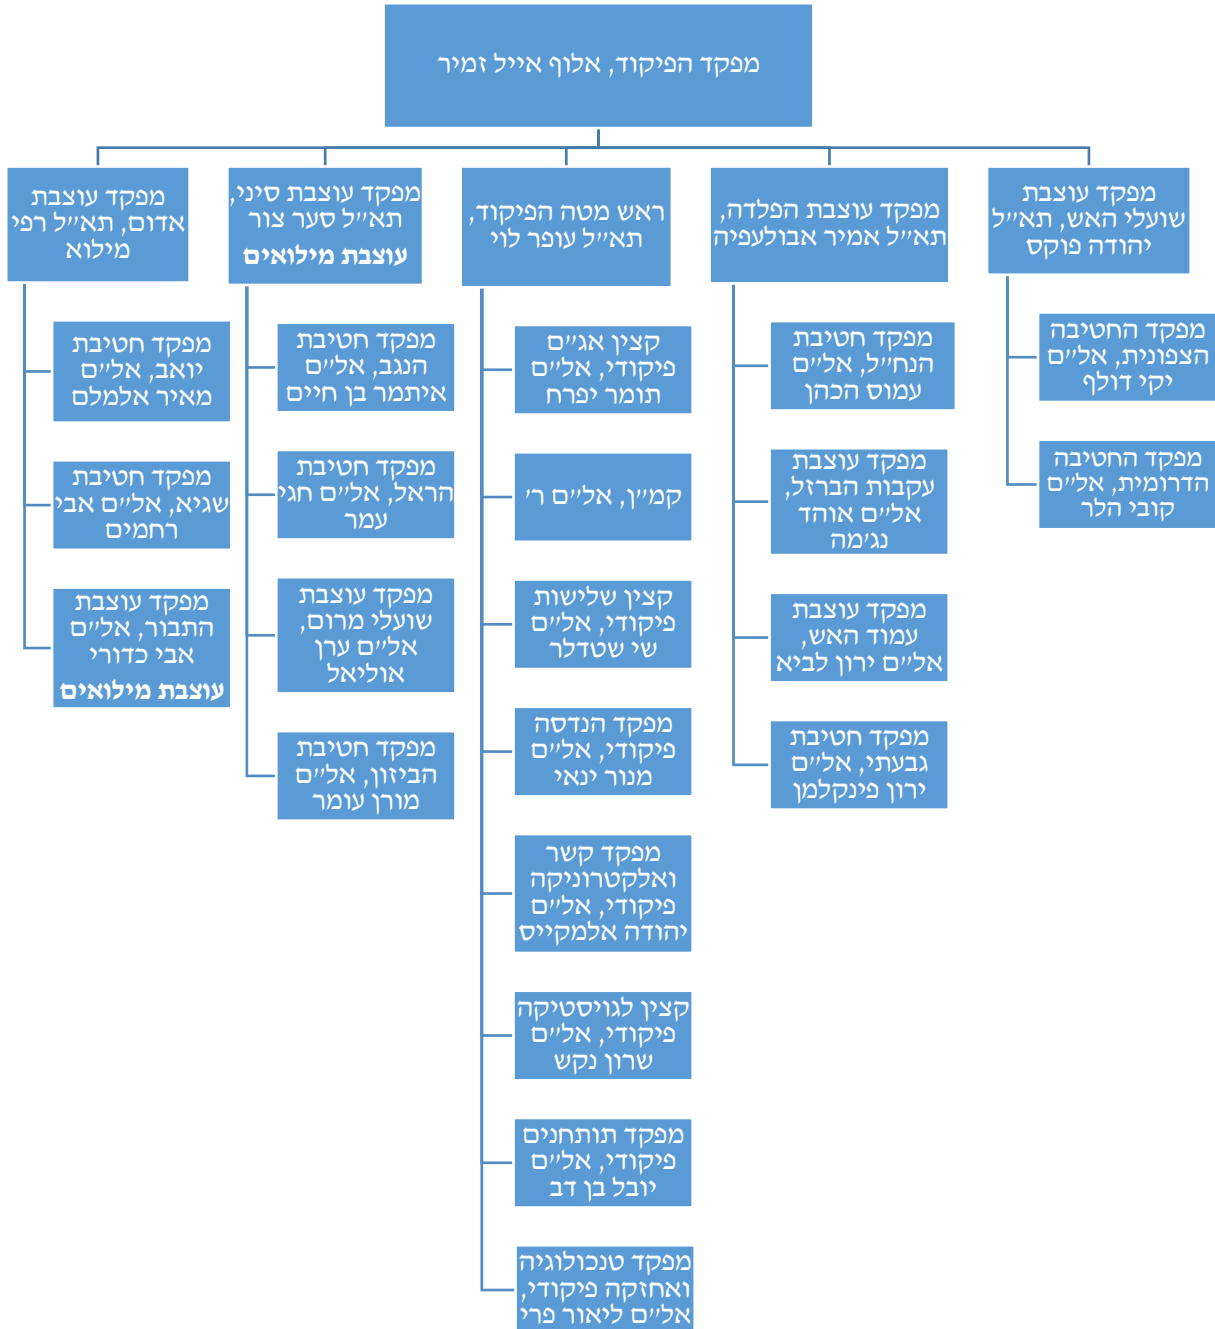 מפקד הפיקוד, אלוף אייל זמיר
מפקד עוצבת
שועלי האש, תא״ל
יהודה פוקס
מפקד החטיבה
הצפונית, אל״ם
יקי דולף
מפקד החטיבה
הדרומית, אל״ם
קובי הלר
מפקד עוצבת הפלדה,
תא״ל אמיר אבולעפיה
מפקד חטיבת
הנח״ל, אל״ם
עמוס הכהן
מפקד עוצבת
עקבות הברזל,
אל״ם אוהד
נג'מה
מפקד עוצבת
עמוד האש,
אל״ם ירון לביא
מפקד חטיבת
גבעתי, אל״ם
ירון פינקלמן
ראש מטה הפיקוד,
תא״ל עופר לוי
קצין אג״ם
פיקודי, אל״ם
תומר יפרח
קמ״ן, אל״ם ר׳
קצין שלישות
פיקודי, אל״ם
שי שטדלר
מפקד הנדסה
פיקודי, אל״ם
מנור ינאי
מפקד קשר
ואלקטרוניקה
פיקודי, אל״ם
יהודה אלמקייס
קצין לגויסטיקה
פיקודי, אל״ם
שרון נקש
מפקד תותחנים
פיקודי, אל״ם
יובל בן דב
מפקד טנכולוגיה
ואחזקה פיקודי,
אל״ם ליאור פרי
מפקד עוצבת סיני,
תא״ל סער צור
עוצבת מילואים
מפקד חטיבת
הנגב, אל״ם
איתמר בן חיים
מפקד חטיבת
הראל, אל״ם חגי
עמר
מפקד עוצבת
שועלי מרום,
אל״ם ערן
אוליאל
מפקד חטיבת
הביזון, אל״ם
מורן עומר
מפקד עוצבת
אדום, תא״ל רפי
מילוא
מפקד חטיבת
יואב, אל״ם
מאיר אלמלם
מפקד חטיבת
שגיא, אל״ם אבי
רחמים
מפקד עוצבת
התבור, אל״ם
אבי כדורי
עוצבת מילואים